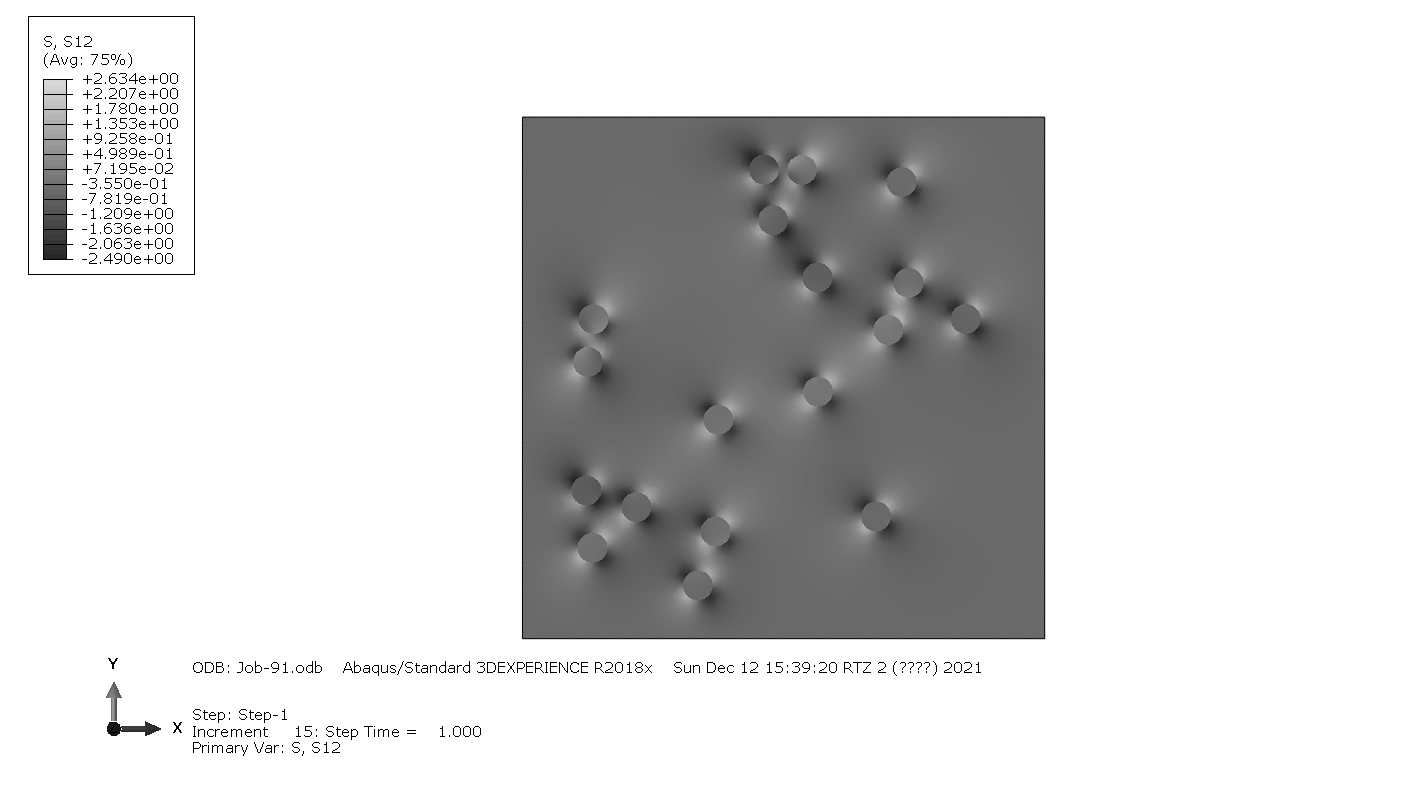 S, S12
(Avg: 75%)
+2.634e+00
+2.207e+00
+1.780e+00
+1.353e+00
+9.258e-01
+4.989e-01
+7.195e-02
-3.550e-01
-7.819e-01
-1.209e+00
-1.636e+00
-2.063e+00
-2.490e+00
Y
X
ODB: Job-91.odb Abaqus/Standard 3DEXPERIENCE R2018x Sun Dec 12 15:39:20 RTZ 2 (????) 2021
Step: Step-1
Increment 15: Step Time = 1.000
Primary Var: S, S12